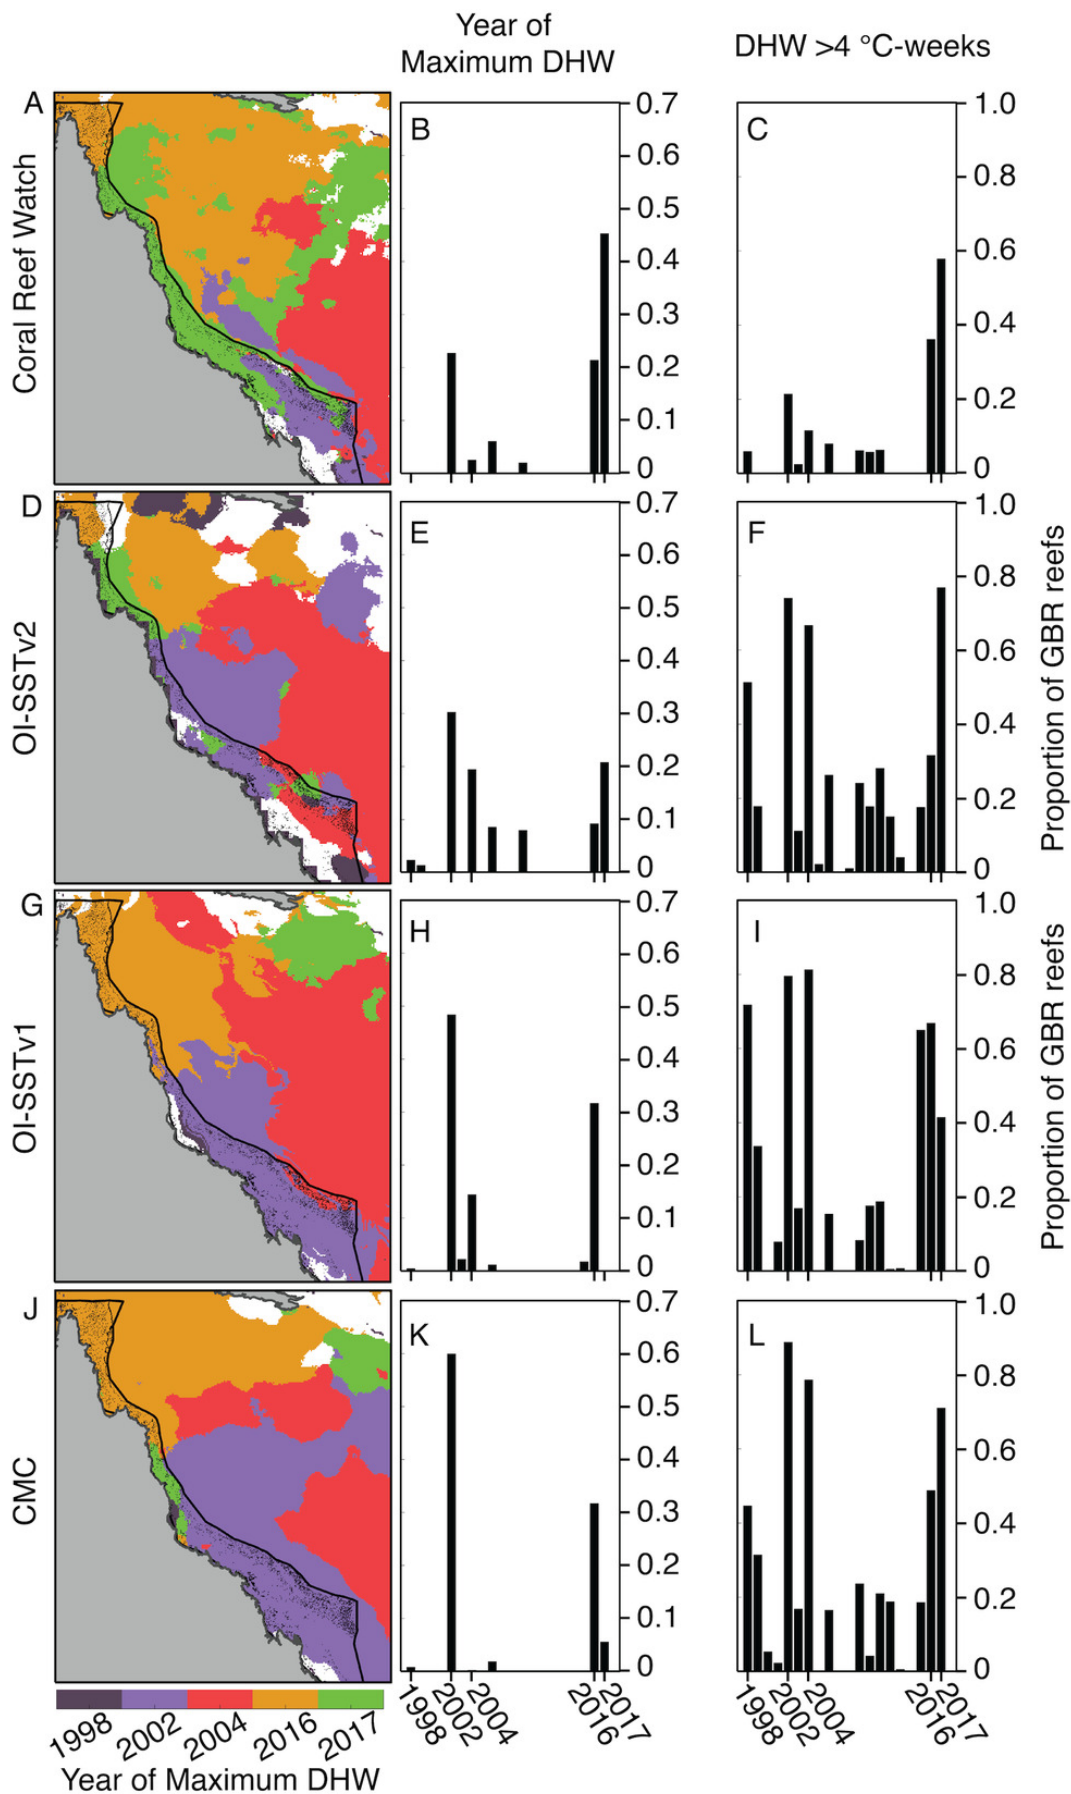 Year of
Maximum DHW
DHW >4 °C-weeks
A
Coral Reef Watch
B
0.7
0.6
0.5
0.4
0.3
0.2
0.1
0
C
1.0
0.8
0.6
0.4
0.2
0
D
OI-SSTv2
E
0.7
0.6
0.5
0.4
0.3
0.2
0.1
0
F
1.0
0.8
0.6
0.4
0.2
0
Proportion of GBR reefs
G
OI-SSTv1
H
0.7
0.6
0.5
0.4
0.3
0.2
0.1
0
I
1.0
0.8
0.6
0.4
0.2
0
Proportion of GBR reefs
J
CMC
K
0.7
0.6
0.5
0.4
0.3
0.2
0.1
0
L
1.0
0.8
0.6
0.4
0.2
0
1998 2002 2004 2016 2017
Year of Maximum DHW
1998 2002 2004 2016 2017
1998 2002 2004 2016 2017